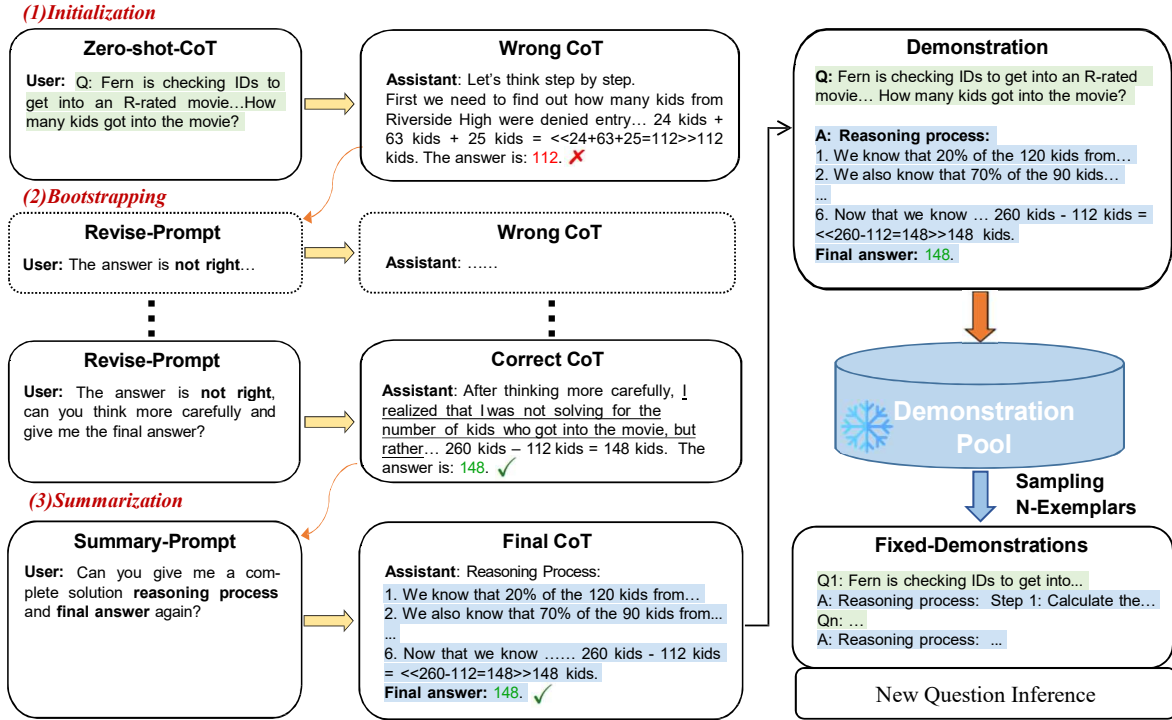 (1)Initialization
Zero-shot-CoT
User: Q: Fern is checking IDs to
get into an R-rated movie…How
many kids got into the movie?
Wrong CoT
Assistant: Let's think step by step.
First we need to find out how many kids from
Riverside High were denied entry… 24 kids +
63 kids + 25 kids = <<24+63+25=112>>112
kids. The answer is: 112. ✗
(2)Bootstrapping
Revise-Prompt
User: The answer is not right…
Wrong CoT
Assistant: ……
Revise-Prompt
User: The answer is not right,
can you think more carefully and
give me the final answer?
Correct CoT
Assistant: After thinking more carefully, I
realized that I was not solving for the
number of kids who got into the movie, but
rather… 260 kids – 112 kids = 148 kids. The
answer is: 148. ✓
(3)Summarization
Summary-Prompt
User: Can you give me a com-
plete solution reasoning process
and final answer again?
Final CoT
Assistant: Reasoning Process:
1. We know that 20% of the 120 kids from…
2. We also know that 70% of the 90 kids from...
...
6. Now that we know …… 260 kids - 112 kids
= <<260-112=148>>148 kids.
Final answer: 148. ✓
Demonstration
Q: Fern is checking IDs to get into an R-rated
movie… How many kids got into the movie?
A: Reasoning process:
1. We know that 20% of the 120 kids from…
2. We also know that 70% of the 90 kids…
...
6. Now that we know … 260 kids - 112 kids =
<<260-112=148>>148 kids.
Final answer: 148.
Demonstration
Pool
Sampling
N-Exemplars
Fixed-Demonstrations
Q1: Fern is checking IDs to get into...
A: Reasoning process: Step 1: Calculate the…
Qn: …
A: Reasoning process: ...
New Question Inference